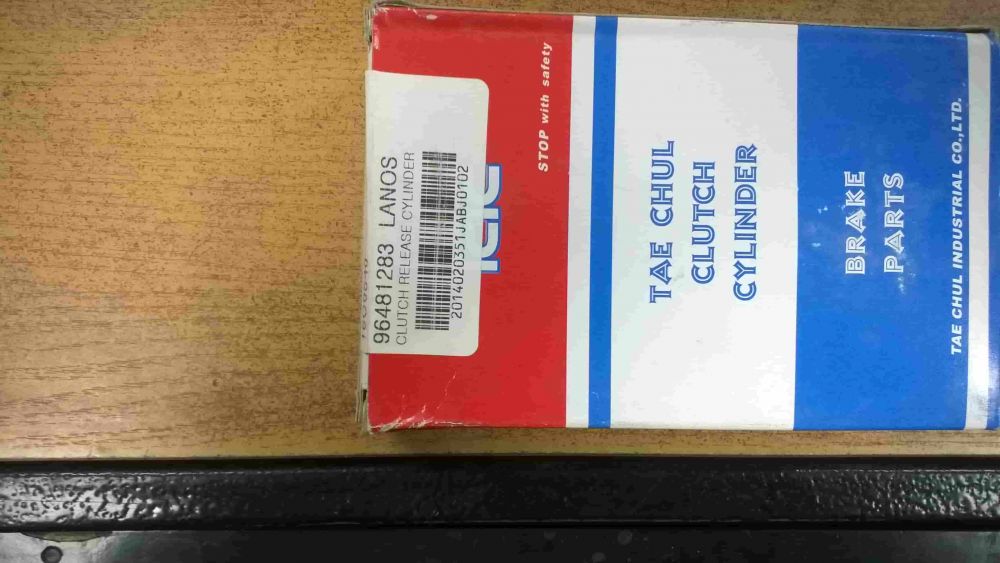 96481283 LANOS
CLUTCH RELEASE CYLINDER
2014020351JABJ0102
STOP with safety
TAE CHUL
CLUTCH
CYLINDER
BRAKE
PARTS
TAE CHUL INDUSTRIAL CO.,LTD.